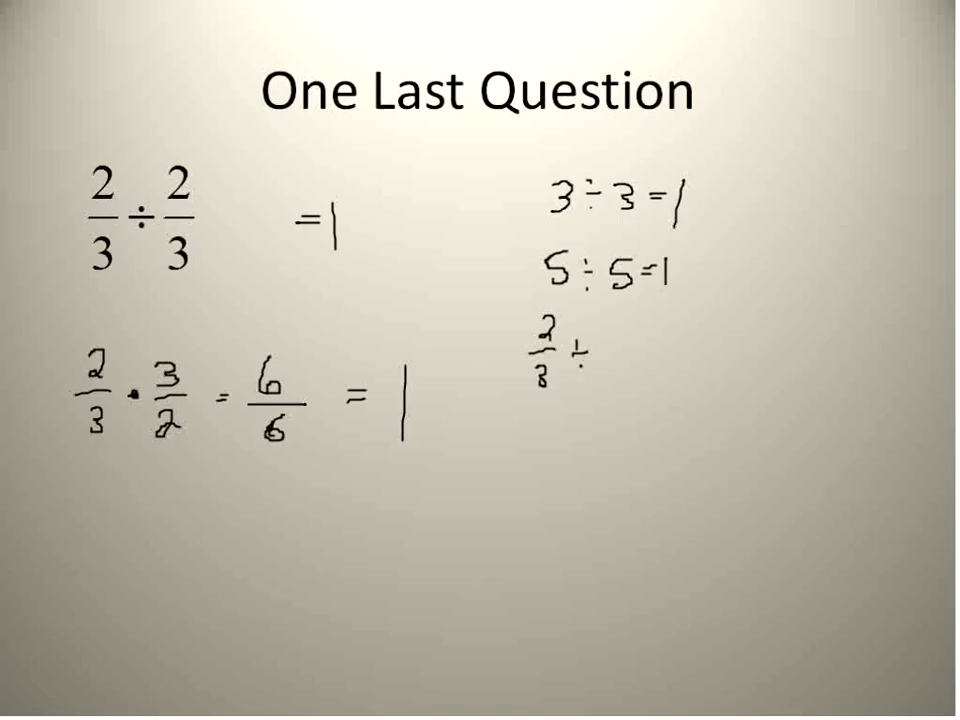 One Last Question
2/3 ÷ 2/3 = 1
2/3 · 3/2 = 6/6 = 1
3 ÷ 3 = 1
5 ÷ 5 = 1
2/3 ÷